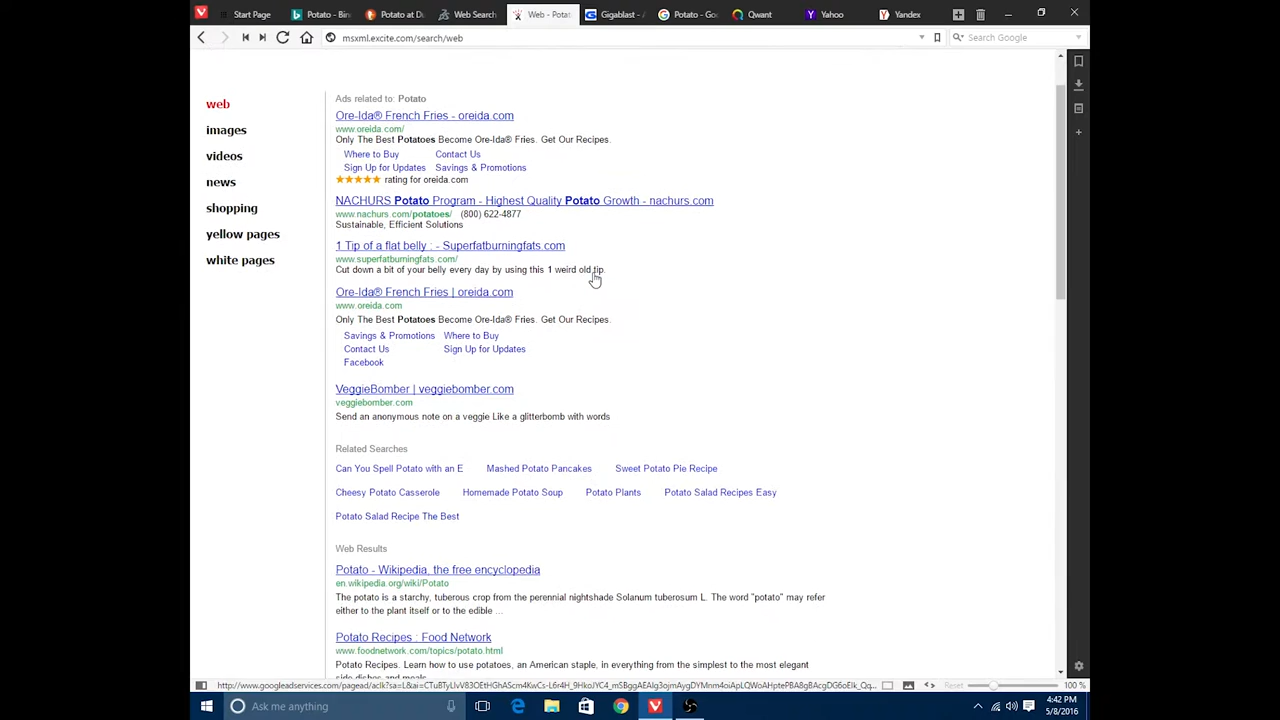 Start Page
Potato - Bin
Potato at Du
Web Search
Web - Potat
Gigablast -
Potato - Goo
Qwant
Yahoo
Yandex
msxml.excite.com/search/web
Search Google
web
images
videos
news
shopping
yellow pages
white pages
Ads related to: Potato
Ore-Ida® French Fries - oreida.com
www.oreida.com/
Only The Best Potatoes Become Ore-Ida® Fries. Get Our Recipes.
Where to Buy Contact Us
Sign Up for Updates Savings & Promotions
★★★★★ rating for oreida.com
NACHURS Potato Program - Highest Quality Potato Growth - nachurs.com
www.nachurs.com/potatoes/ (800) 622-4877
Sustainable, Efficient Solutions
1 Tip of a flat belly : - Superfatburningfats.com
www.superfatburningfats.com/
Cut down a bit of your belly every day by using this 1 weird old tip.
Ore-Ida® French Fries | oreida.com
www.oreida.com
Only The Best Potatoes Become Ore-Ida® Fries. Get Our Recipes.
Savings & Promotions Where to Buy
Contact Us Sign Up for Updates
Facebook
VeggieBomber | veggiebomber.com
veggiebomber.com
Send an anonymous note on a veggie Like a glitterbomb with words
Related Searches
Can You Spell Potato with an E Mashed Potato Pancakes Sweet Potato Pie Recipe
Cheesy Potato Casserole Homemade Potato Soup Potato Plants Potato Salad Recipes Easy
Potato Salad Recipe The Best
Web Results
Potato - Wikipedia, the free encyclopedia
en.wikipedia.org/wiki/Potato
The potato is a starchy, tuberous crop from the perennial nightshade Solanum tuberosum L. The word "potato" may refer
either to the plant itself or to the edible ...
Potato Recipes : Food Network
www.foodnetwork.com/topics/potato.html
Potato Recipes. Learn how to use potatoes, an American staple, in everything from the simplest to the most elegant
side dishes and meals.
Reset 100 %
Ask me anything
4:42 PM
5/8/2016